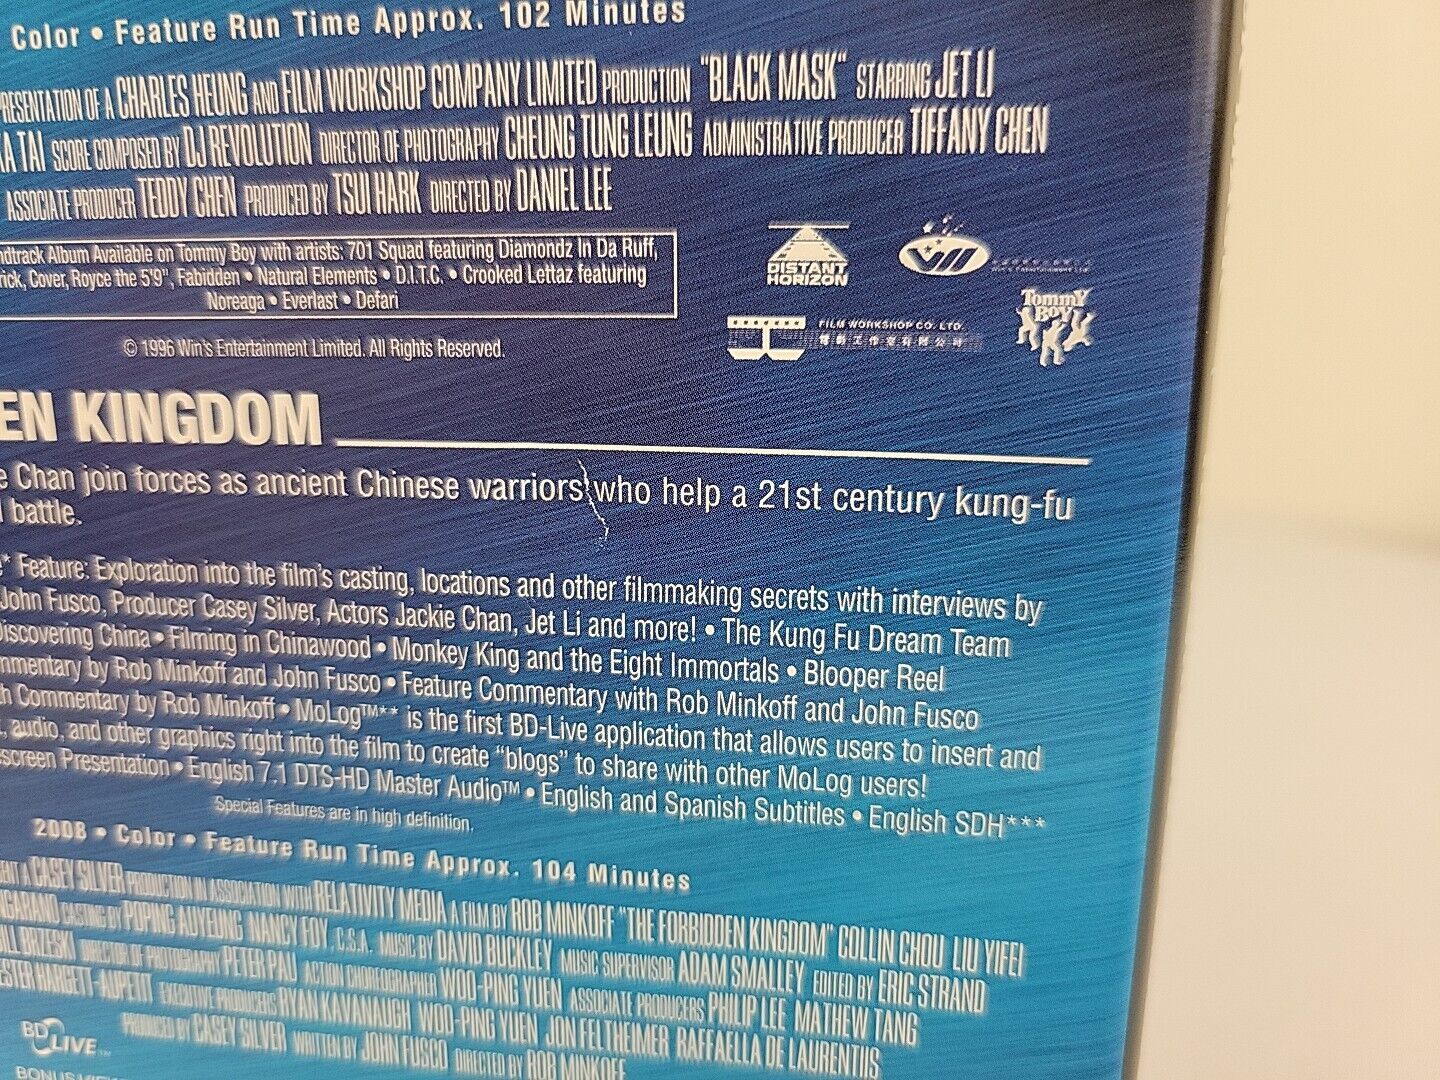 Color • Feature Run Time Approx. 102 Minutes
RESENTATION OF A CHARLES HEUNG AND FILM WORKSHOP COMPANY LIMITED PRODUCTION "BLACK MASK" STARRING JET LI
KA TAI SCORE COMPOSED BY DJ REVOLUTION DIRECTOR OF PHOTOGRAPHY CHEUNG TUNG LEUNG ADMINISTRATIVE PRODUCER TIFFANY CHEN
ASSOCIATE PRODUCER TEDDY CHEN PRODUCED BY TSUI HARK DIRECTED BY DANIEL LEE
ndtrack Album Available on Tommy Boy with artists: 701 Squad featuring Diamondz In Da Ruff,
rick, Cover, Royce the 5'9", Fabidden • Natural Elements • D.I.T.C. • Crooked Lettaz featuring
Noreaga • Everlast • Defari
DISTANT
HORIZON
FILM WORKSHOP CO. LTD.
電影工作室有限公司
Tommy
Boy
© 1996 Win's Entertainment Limited. All Rights Reserved.
EN KINGDOM
e Chan join forces as ancient Chinese warriors who help a 21st century kung-fu
l battle.
e* Feature: Exploration into the film's casting, locations and other filmmaking secrets with interviews by
John Fusco, Producer Casey Silver, Actors Jackie Chan, Jet Li and more! • The Kung Fu Dream Team
Discovering China • Filming in Chinawood • Monkey King and the Eight Immortals • Blooper Reel
mmentary by Rob Minkoff and John Fusco • Feature Commentary with Rob Minkoff and John Fusco
h Commentary by Rob Minkoff • MoLog™** is the first BD-Live application that allows users to insert and
, audio, and other graphics right into the film to create "blogs" to share with other MoLog users!
escreen Presentation • English 7.1 DTS-HD Master Audio™ • English and Spanish Subtitles • English SDH***
Special Features are in high definition.
2008 • Color • Feature Run Time Approx. 104 Minutes
ENT A CASEY SILVER PRODUCTION IN ASSOCIATION WITH RELATIVITY MEDIA A FILM BY ROB MINKOFF "THE FORBIDDEN KINGDOM" COLLIN CHOU LIU YIFEI
NGARANO CASTING BY POPING AUYEUNG NANCY FOY, C.S.A. MUSIC BY DAVID BUCKLEY MUSIC SUPERVISOR ADAM SMALLEY EDITED BY ERIC STRAND
DIRECTOR OF PHOTOGRAPHY PETER PAU ACTION CHOREOGRAPHER WOO-PING YUEN ASSOCIATE PRODUCERS PHILIP LEE MATHEW TANG
EXECUTIVE PRODUCERS RYAN KAVANAUGH WOO-PING YUEN JON FELTHEIMER RAFFAELLA DE LAURENTIIS
PRODUCED BY CASEY SILVER WRITTEN BY JOHN FUSCO DIRECTED BY ROB MINKOFF
BD LIVE™
BONUSVIEW